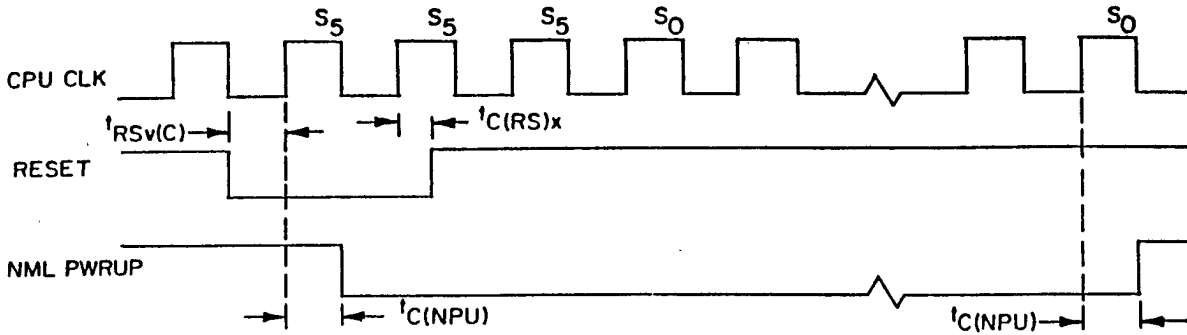 S5 S5 S5 S0 S0
CPU CLK
tRSv(C) tC(RS)x
RESET
NML PWRUP
tC(NPU) tC(NPU)